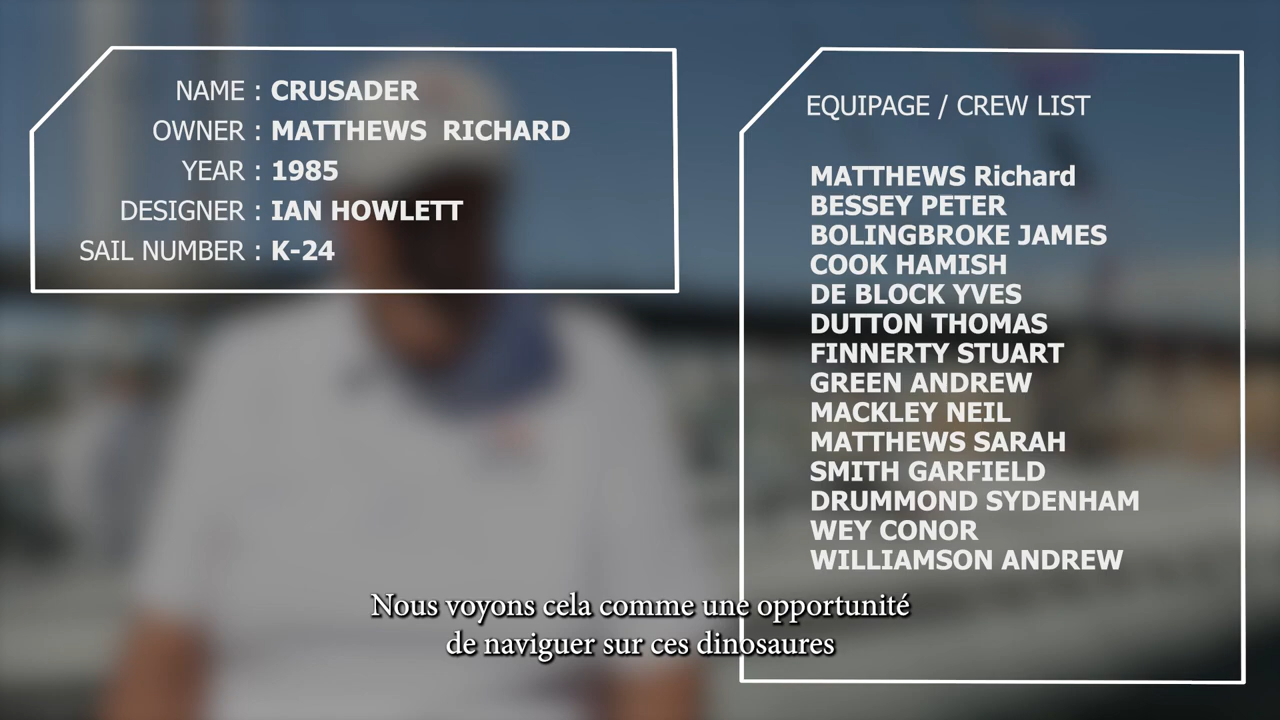 NAME : CRUSADER
OWNER : MATTHEWS RICHARD
YEAR : 1985
DESIGNER : IAN HOWLETT
SAIL NUMBER : K-24
EQUIPAGE / CREW LIST
MATTHEWS Richard
BESSEY PETER
BOLINGBROKE JAMES
COOK HAMISH
DE BLOCK YVES
DUTTON THOMAS
FINNERTY STUART
GREEN ANDREW
MACKLEY NEIL
MATTHEWS SARAH
SMITH GARFIELD
DRUMMOND SYDENHAM
WEY CONOR
WILLIAMSON ANDREW
Nous voyons cela comme une opportunité
de naviguer sur ces dinosaures